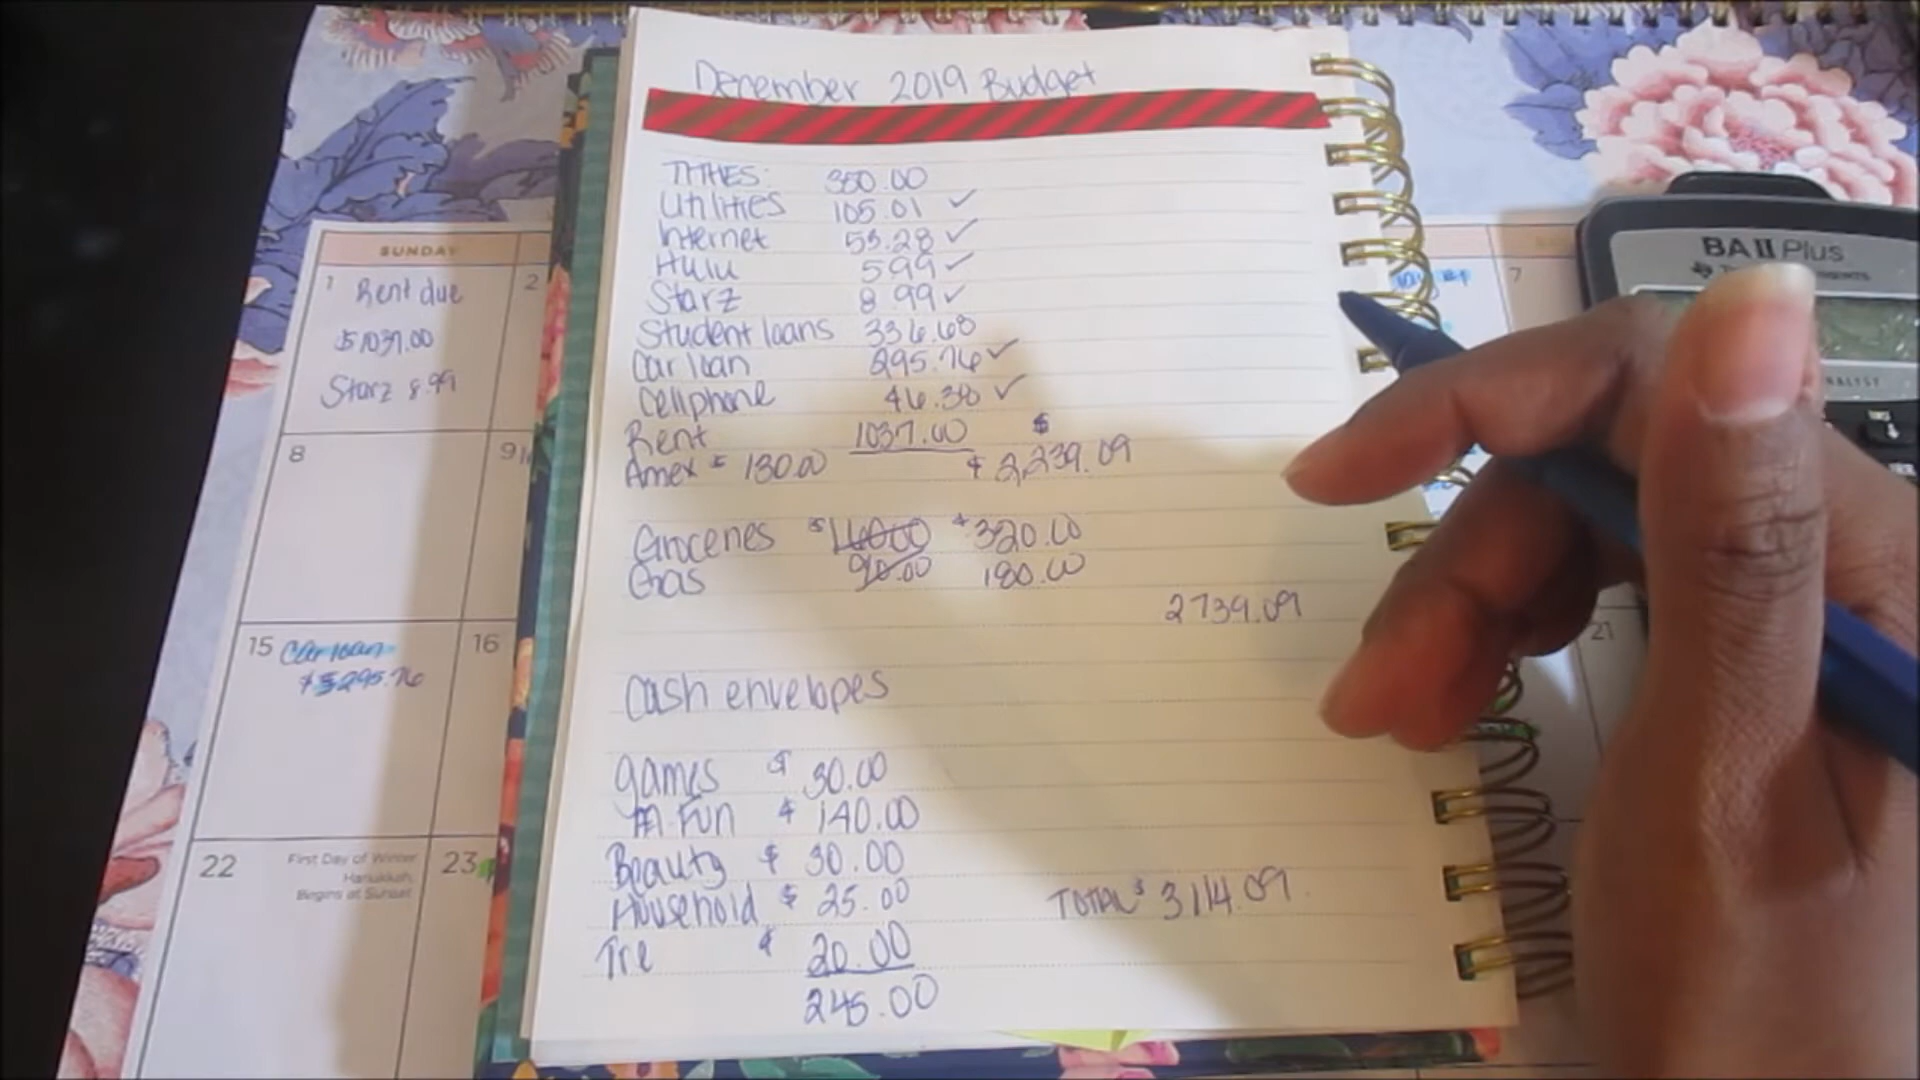 December 2019 Budget
TITHES: 350.00
Utilities 105.01 ✓
Internet 53.28 ✓
Hulu 5 99 ✓
Starz 8 99 ✓
Student loans 336.68
Car loan 295.76 ✓
Cellphone 46.38 ✓
Rent 1037.00 $
Amex $ 130.00 $ 2,239.09
Groceries $ 160.00 $ 320.00
Gas 90.00 180.00
2739.09
Cash envelopes
games $ 30.00
Fun $ 140.00
Beauty $ 30.00
Household $ 25.00
TOTAL $ 3114.09
Tre $ 20.00
245.00
SUNDAY
1 Rent due 2
$1037.00
Starz 8.99
8 9
15 Car loan 16
$295.76
22 First Day of Winter 23
Hanukkah
Begins at Sunset
7
21
BA II Plus